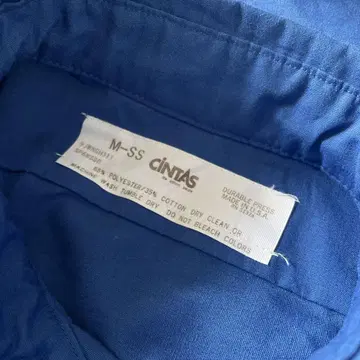 M-SS
CINTAS
65% POLYESTER/35% COTTON DRY CLEAN, OR
MACHINE WASH TUMBLE DRY. DO NOT BLEACH COLORS
DURABLE PRESS
MADE IN U.S.A.